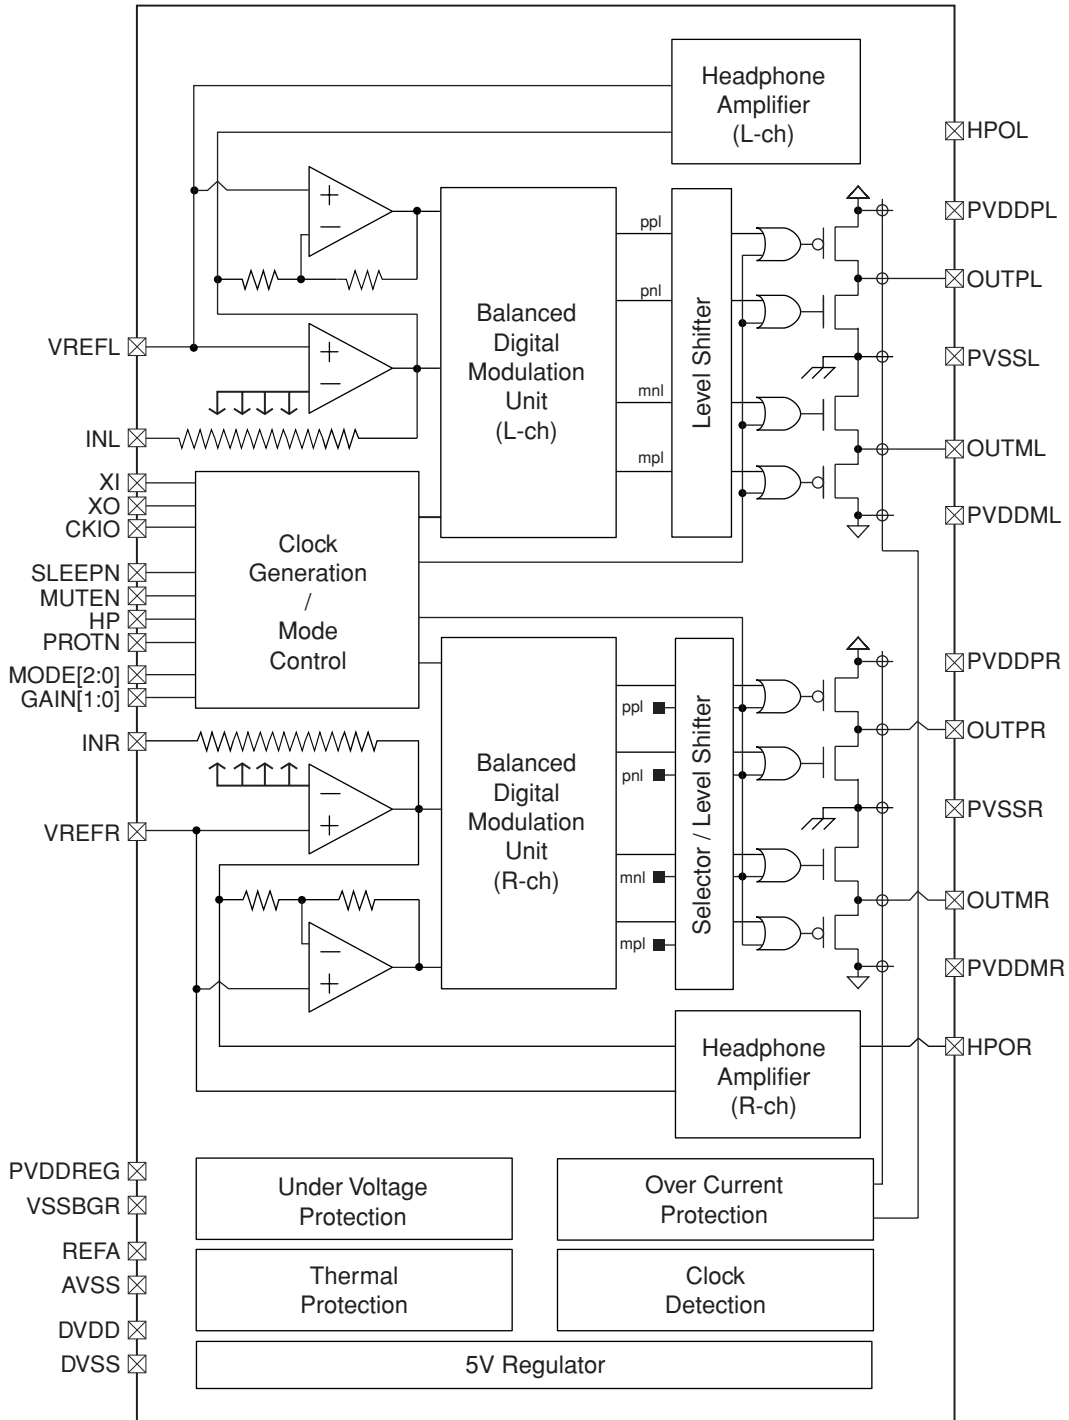 Headphone
Amplifier
(L-ch)
HPOL
PVDDPL
OUTPL
PVSSL
OUTML
PVDDML
+
−
ppl
pnl
mnl
mpl
Balanced
Digital
Modulation
Unit
(L-ch)
Level Shifter
VREFL
+
−
INL
XI
XO
CKIO
SLEEPN
MUTEN
HP
PROTN
MODE[2:0]
GAIN[1:0]
Clock
Generation
/
Mode
Control
INR
VREFR
−
+
−
+
Balanced
Digital
Modulation
Unit
(R-ch)
ppl
pnl
mnl
mpl
Selector / Level Shifter
PVDDPR
OUTPR
PVSSR
OUTMR
PVDDMR
HPOR
Headphone
Amplifier
(R-ch)
PVDDREG
VSSBGR
REFA
AVSS
DVDD
DVSS
Under Voltage
Protection
Over Current
Protection
Thermal
Protection
Clock
Detection
5V Regulator